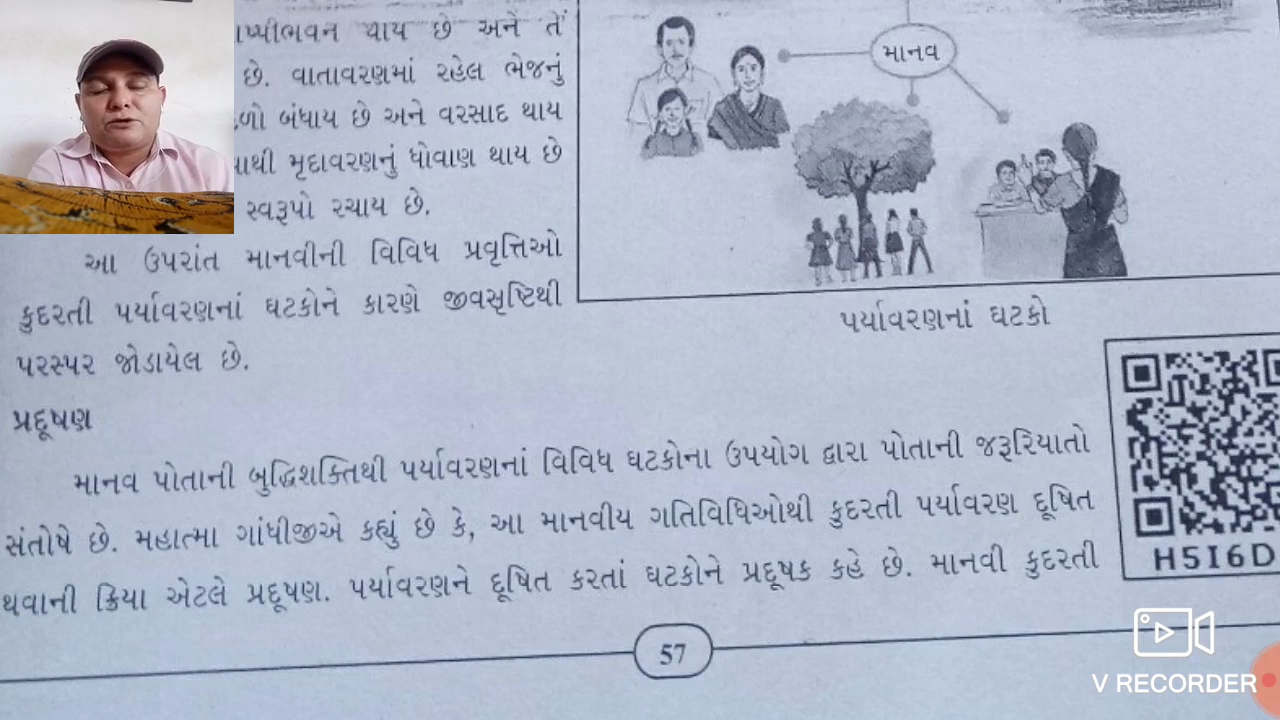 થાય છે અને તે
છે. વાતાવરણમાં રહેલ ભેજનું
બંધાય છે અને વરસાદ થાય
મૃદાવરણનું ધોવાણ થાય છે
સ્વરૂપો રચાય છે.
આ ઉપરાંત માનવીની વિવિધ પ્રવૃત્તિઓ
કુદરતી પર્યાવરણનાં ઘટકોને કારણે જીવસૃષ્ટિથી
પરસ્પર જોડાયેલ છે.
માનવ
પર્યાવરણનાં ઘટકો
પ્રદૂષણ
માનવ પોતાની બુદ્ધિશક્તિથી પર્યાવરણનાં વિવિધ ઘટકોના ઉપયોગ દ્વારા પોતાની જરૂરિયાતો
સંતોષે છે. મહાત્મા ગાંધીજીએ કહ્યું છે કે, આ માનવીય ગતિવિધિઓથી કુદરતી પર્યાવરણ દૂષિત
થવાની ક્રિયા એટલે પ્રદૂષણ. પર્યાવરણને દૂષિત કરતાં ઘટકોને પ્રદૂષક કહે છે. માનવી કુદરતી
H5I6D
57
V RECORDER